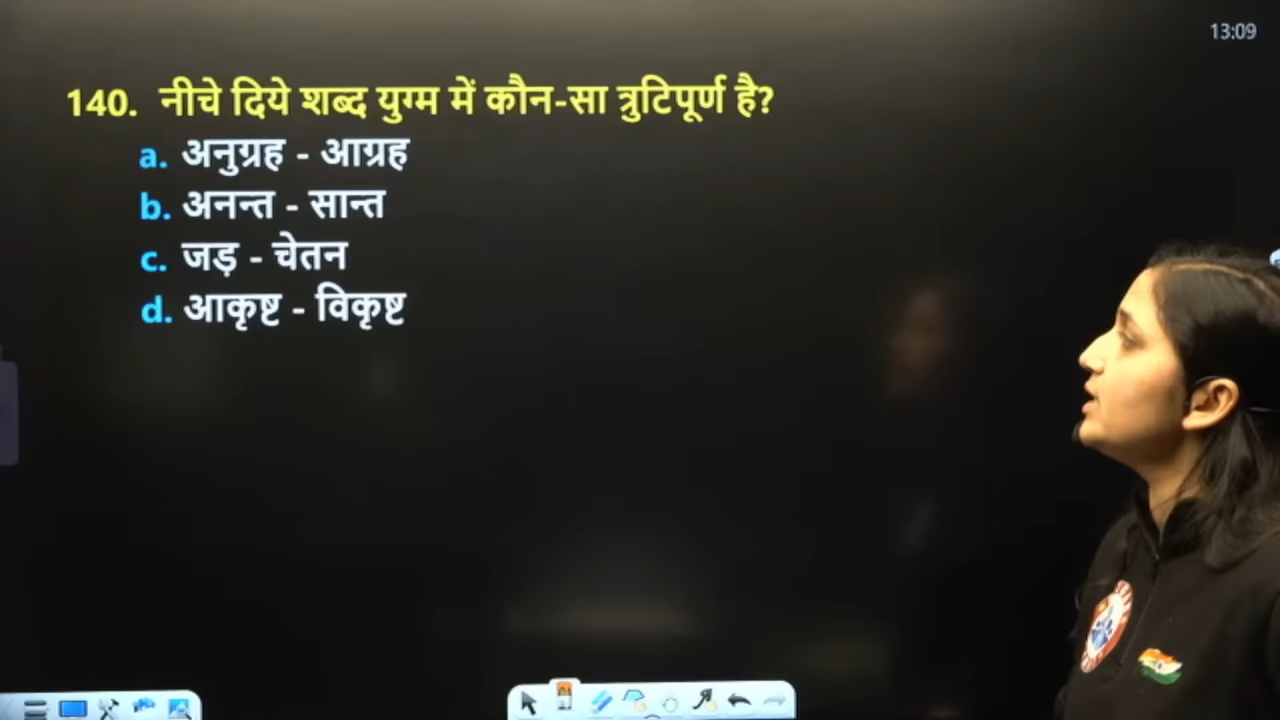 13:09
140. नीचे दिये शब्द युग्म में कौन-सा त्रुटिपूर्ण है?
a. अनुग्रह - आग्रह
b. अनन्त - सान्त
c. जड़ - चेतन
d. आकृष्ट - विकृष्ट